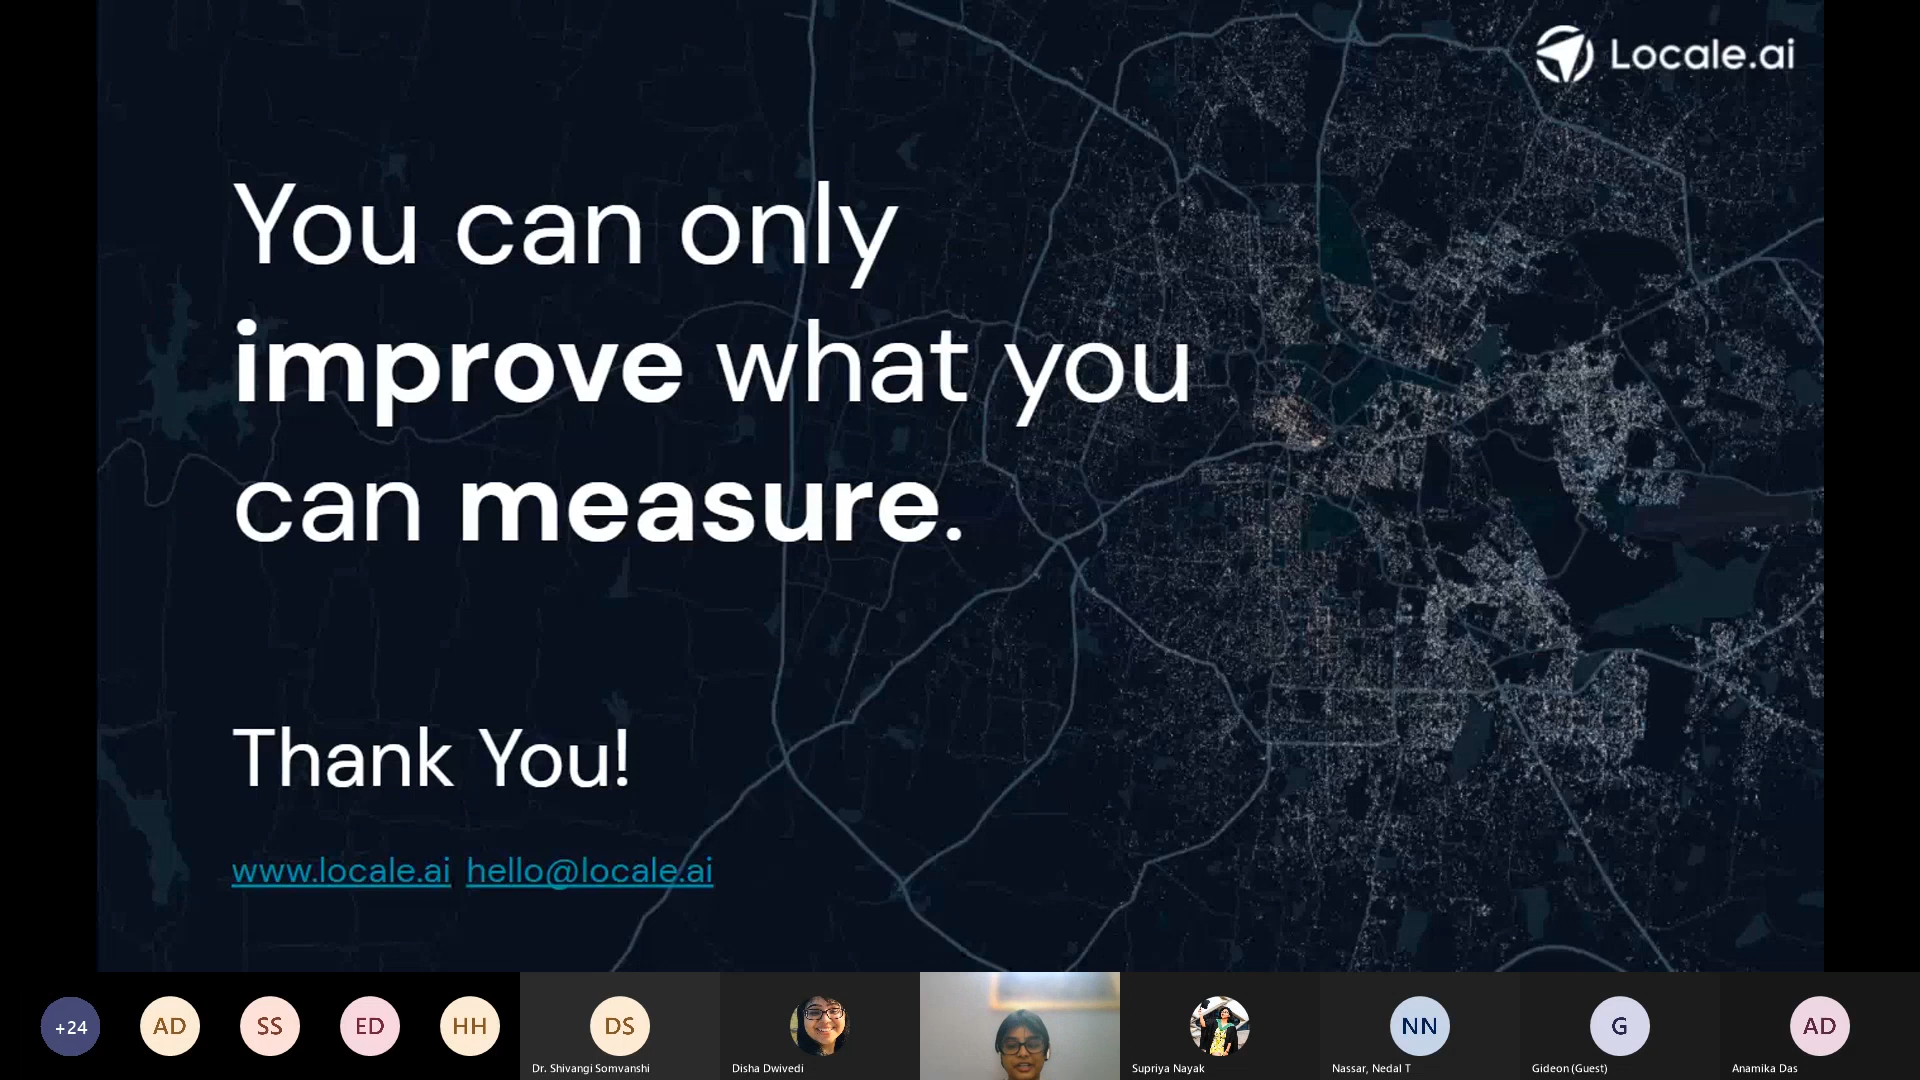 Locale.ai
You can only
improve what you
can measure.
Thank You!
www.locale.ai hello@locale.ai
+24
AD
SS
ED
HH
DS
Dr. Shivangi Somvanshi
Disha Dwivedi
Supriya Nayak
NN
Nassar, Nedal T
G
Gideon (Guest)
AD
Anamika Das